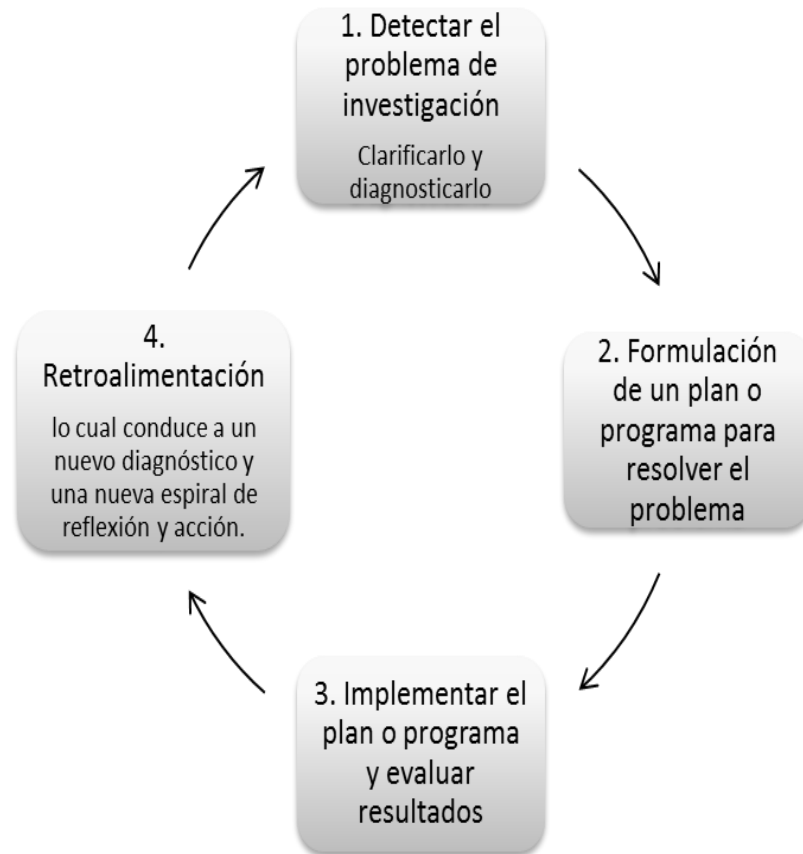 1. Detectar el
problema de
investigación
Clarificarlo y
diagnosticarlo
2. Formulación
de un plan o
programa para
resolver el
problema
3. Implementar el
plan o programa
y evaluar
resultados
4.
Retroalimentación
lo cual conduce a un
nuevo diagnóstico y
una nueva espiral de
reflexión y acción.